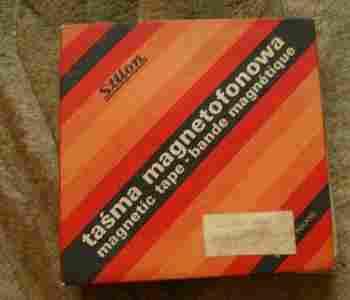 stilon
taśma magnetofonowa
magnetic tape • bande magnétique